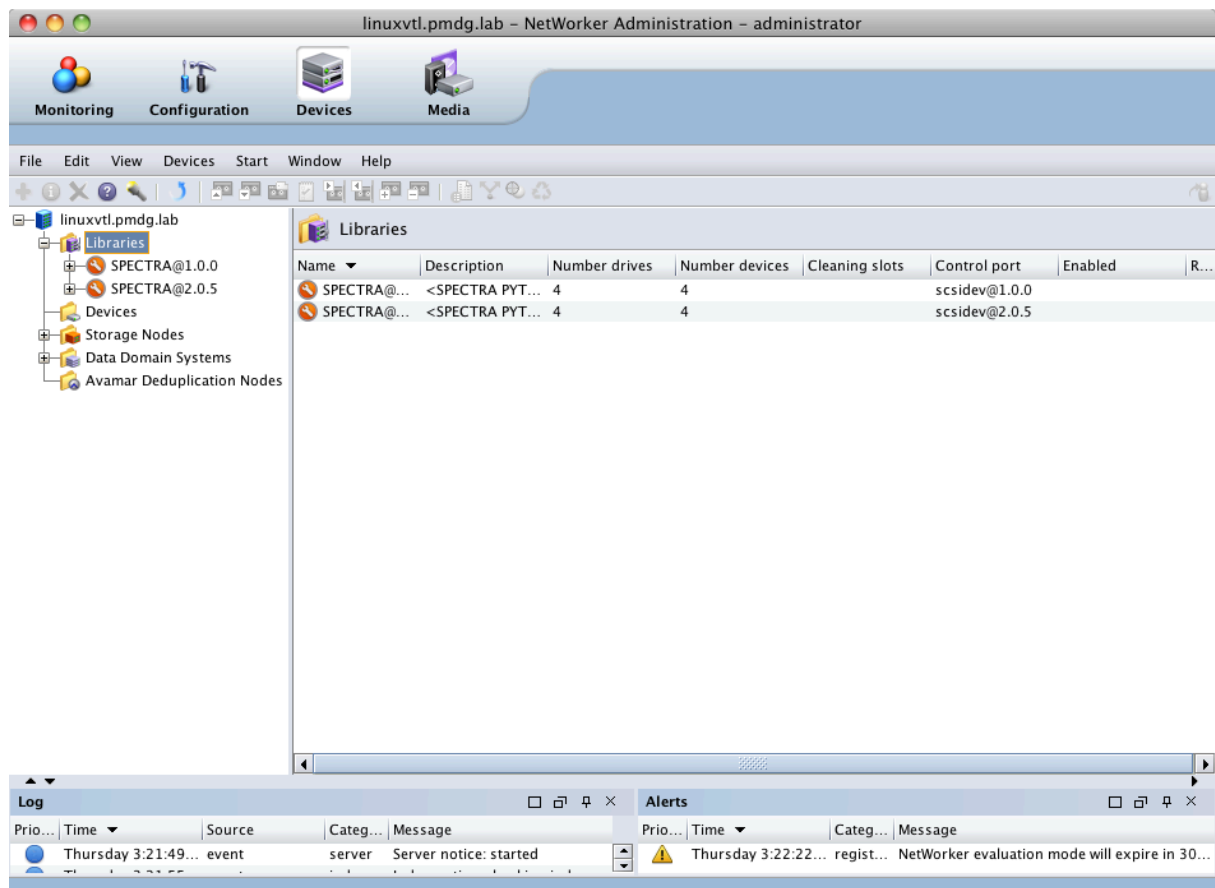 linuxvtl.pmdg.lab – NetWorker Administration – administrator
Monitoring Configuration Devices Media
File Edit View Devices Start Window Help
linuxvtl.pmdg.lab
Libraries
SPECTRA@1.0.0
SPECTRA@2.0.5
Devices
Storage Nodes
Data Domain Systems
Avamar Deduplication Nodes
Libraries
Name Description Number drives Number devices Cleaning slots Control port Enabled R...
SPECTRA@... <SPECTRA PYT... 4 4 scsidev@1.0.0
SPECTRA@... <SPECTRA PYT... 4 4 scsidev@2.0.5
Log
Prio... Time Source Categ... Message
Thursday 3:21:49... event server Server notice: started
Alerts
Prio... Time Categ... Message
Thursday 3:22:22... regist... NetWorker evaluation mode will expire in 30...